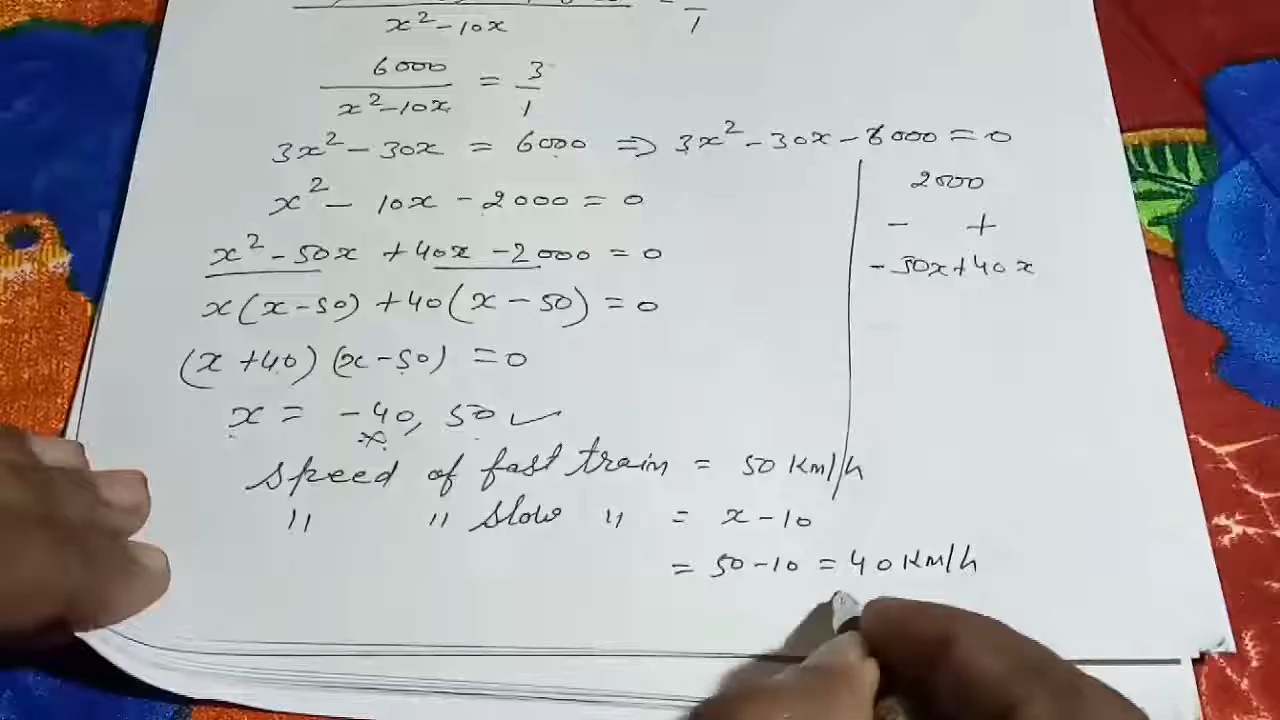 x² - 10x 1
6000 / x² - 10x = 3 / 1
3x² - 30x = 6000 ⇒ 3x² - 30x - 6000 = 0
x² - 10x - 2000 = 0
x² - 50x + 40x - 2000 = 0
x(x - 50) + 40(x - 50) = 0
(x + 40) (x - 50) = 0
x = -40, 50 ✓
Speed of fast train = 50 Km/h
" " Slow " = x - 10
= 50 - 10 = 40 Km/h
2000
- +
- 50x + 40x